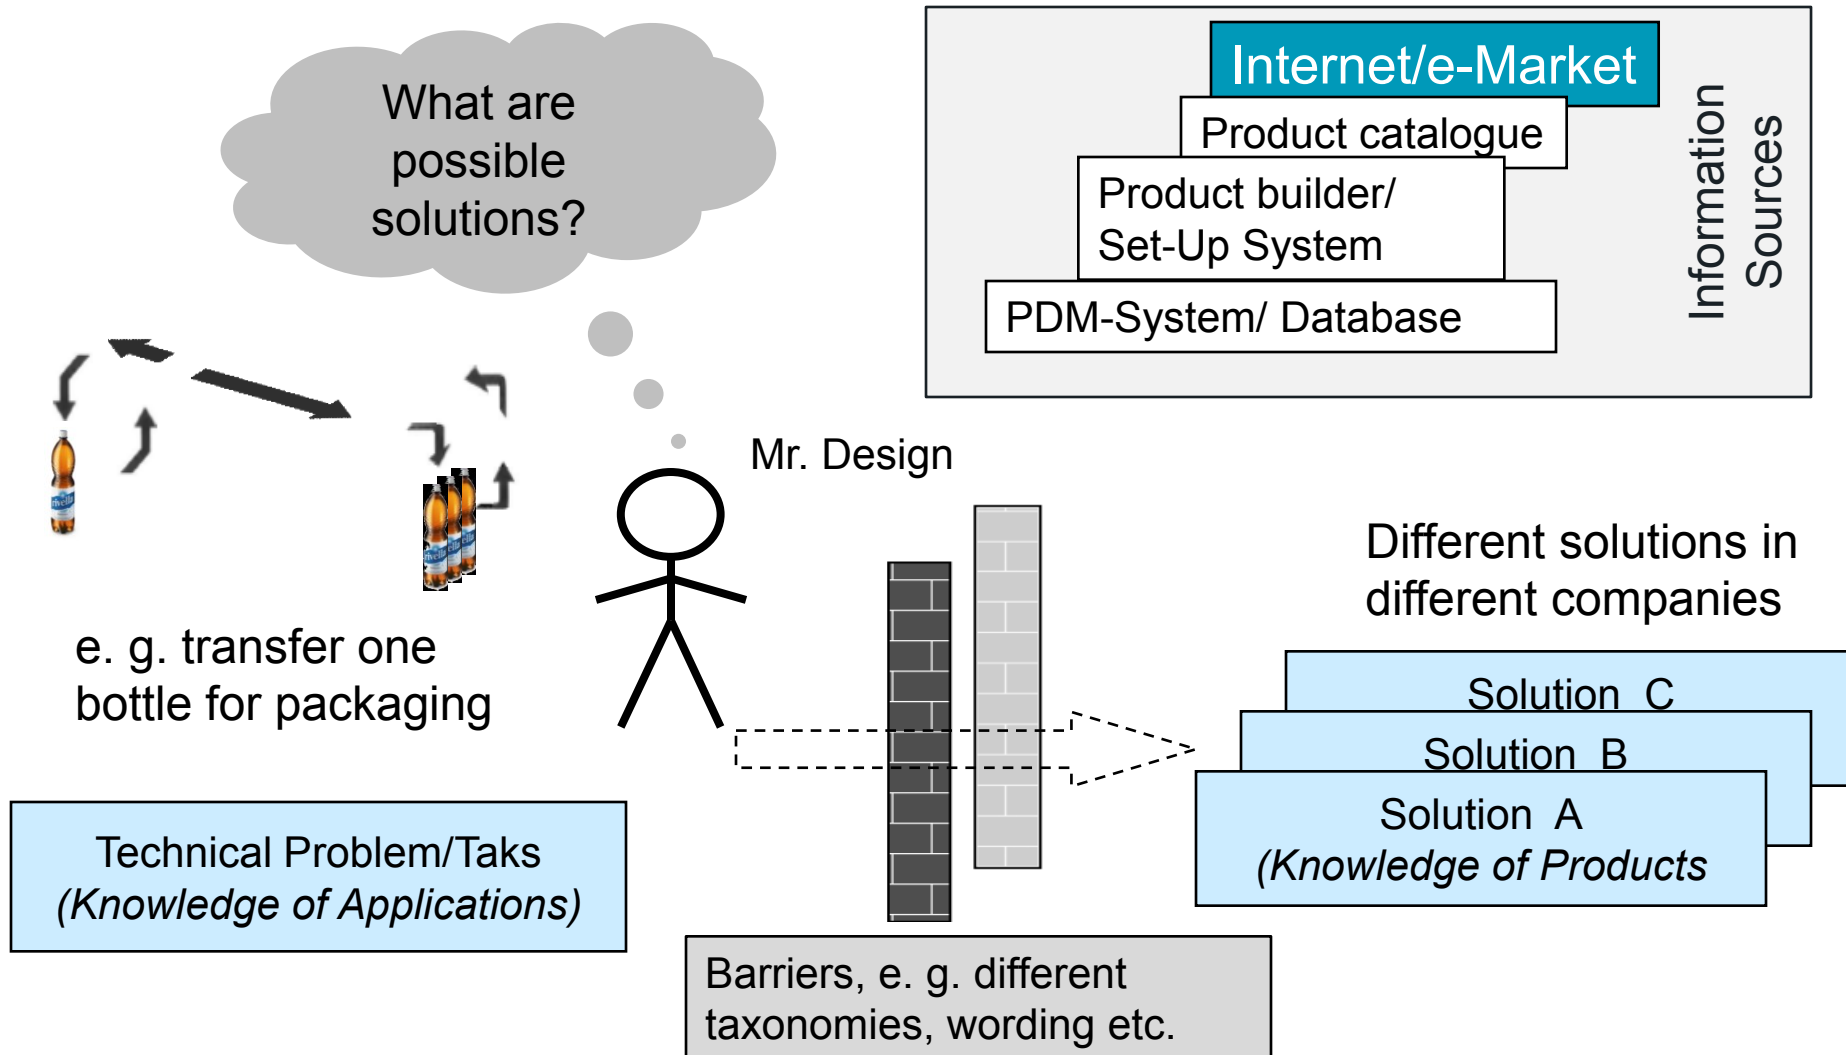 What are
possible
solutions?
Internet/e-Market
Product catalogue
Product builder/
Set-Up System
PDM-System/ Database
Information
Sources
Mr. Design
rivella
rivella
e. g. transfer one
bottle for packaging
Different solutions in
different companies
Solution C
Solution B
Solution A
(Knowledge of Products
Technical Problem/Taks
(Knowledge of Applications)
Barriers, e. g. different
taxonomies, wording etc.